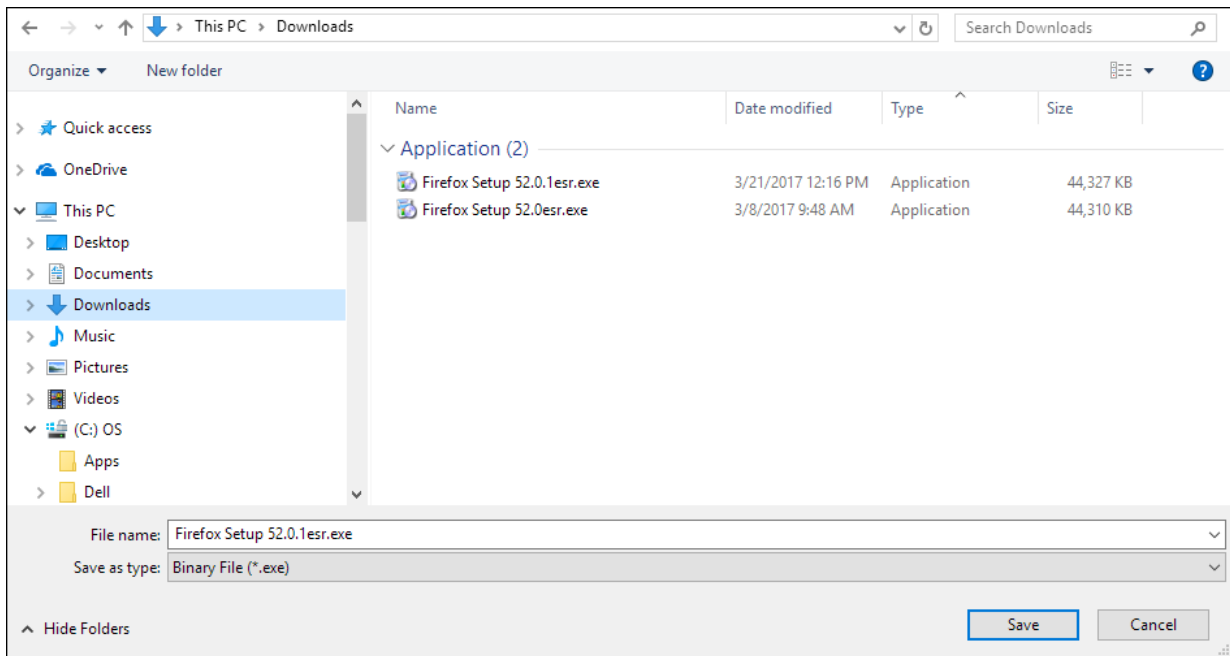 This PC > Downloads
Search Downloads
Organize
New folder
?
Quick access
OneDrive
This PC
Desktop
Documents
Downloads
Music
Pictures
Videos
(C:) OS
Apps
Dell
Name Date modified Type Size
Application (2)
Firefox Setup 52.0.1esr.exe 3/21/2017 12:16 PM Application 44,327 KB
Firefox Setup 52.0esr.exe 3/8/2017 9:48 AM Application 44,310 KB
File name: Firefox Setup 52.0.1esr.exe
Save as type: Binary File (*.exe)
Hide Folders
Save
Cancel